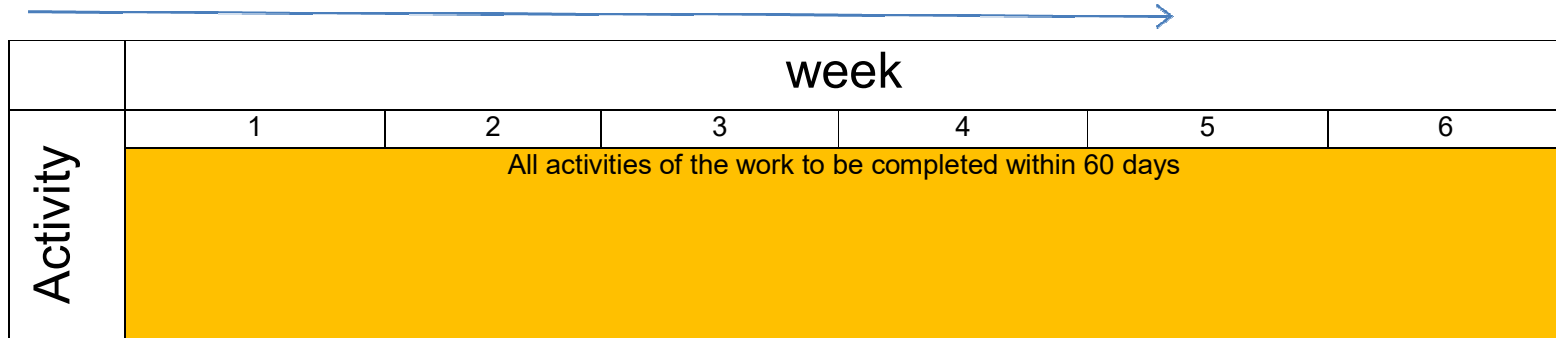 week
1 2 3 4 5 6
Activity
All activities of the work to be completed within 60 days